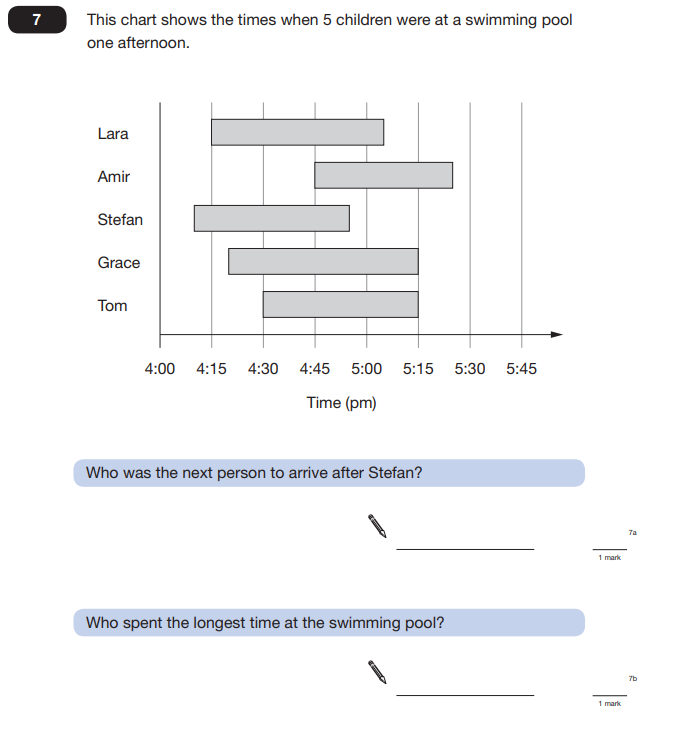 7
This chart shows the times when 5 children were at a swimming pool
one afternoon.
Lara
Amir
Stefan
Grace
Tom
4:00 4:15 4:30 4:45 5:00 5:15 5:30 5:45
Time (pm)
Who was the next person to arrive after Stefan?
7a
1 mark
Who spent the longest time at the swimming pool?
7b
1 mark